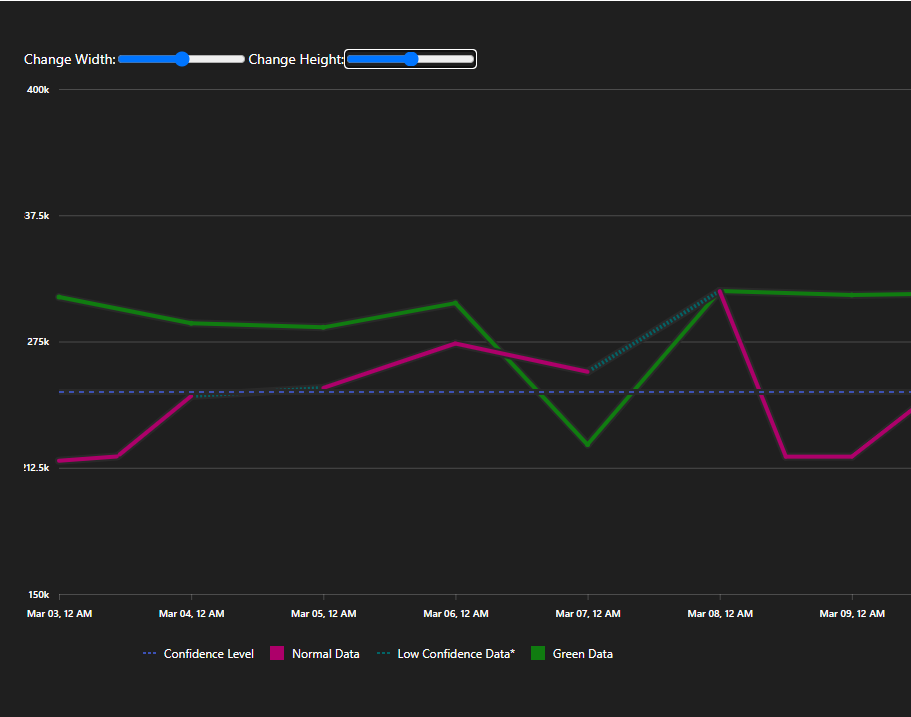 Change Width: Change Height:
400k
37.5k
275k
212.5k
150k
Mar 03, 12 AM Mar 04, 12 AM Mar 05, 12 AM Mar 06, 12 AM Mar 07, 12 AM Mar 08, 12 AM Mar 09, 12 AM
Confidence Level Normal Data Low Confidence Data* Green Data